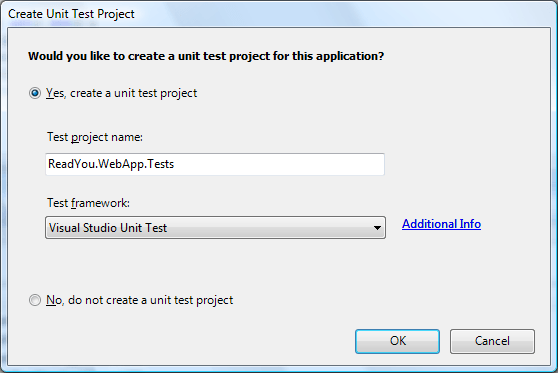 Create Unit Test Project
Would you like to create a unit test project for this application?
Yes, create a unit test project
Test project name:
ReadYou.WebApp.Tests
Test framework:
Visual Studio Unit Test
Additional Info
No, do not create a unit test project
OK
Cancel